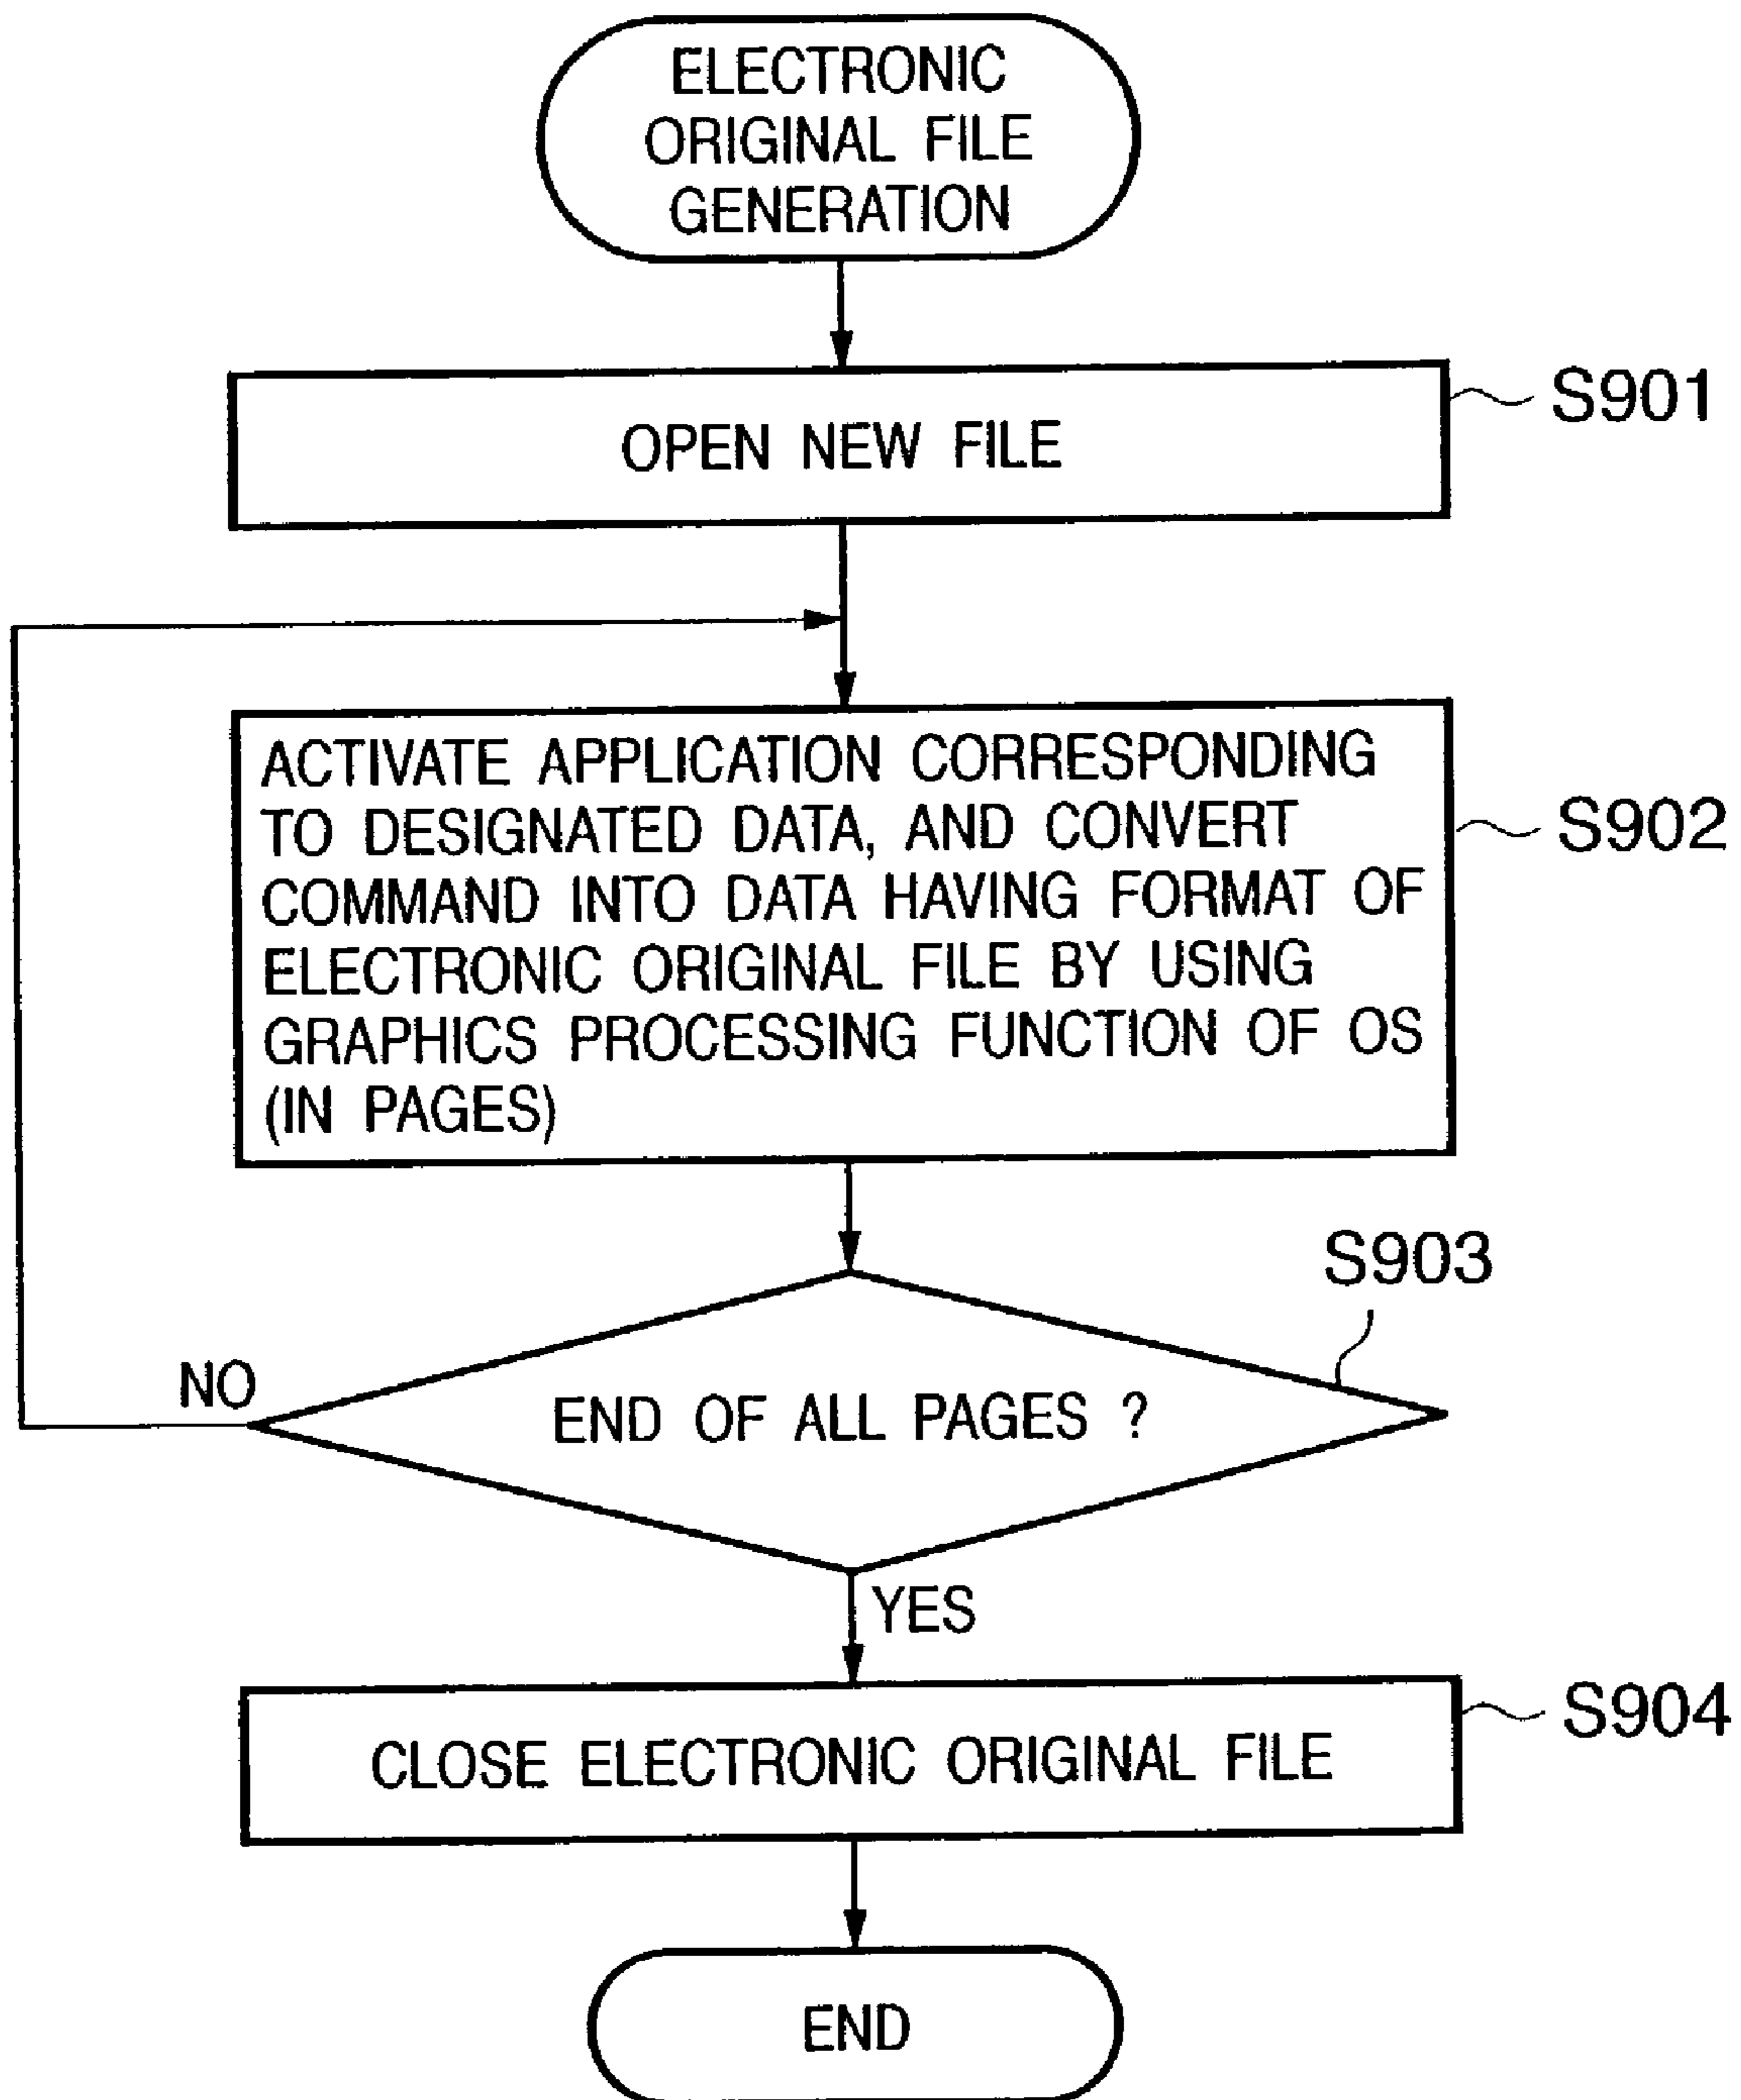 ELECTRONIC
ORIGINAL FILE
GENERATION
OPEN NEW FILE
S901
ACTIVATE APPLICATION CORRESPONDING
TO DESIGNATED DATA, AND CONVERT
COMMAND INTO DATA HAVING FORMAT OF
ELECTRONIC ORIGINAL FILE BY USING
GRAPHICS PROCESSING FUNCTION OF OS
(IN PAGES)
S902
S903
NO
END OF ALL PAGES ?
YES
CLOSE ELECTRONIC ORIGINAL FILE
S904
END